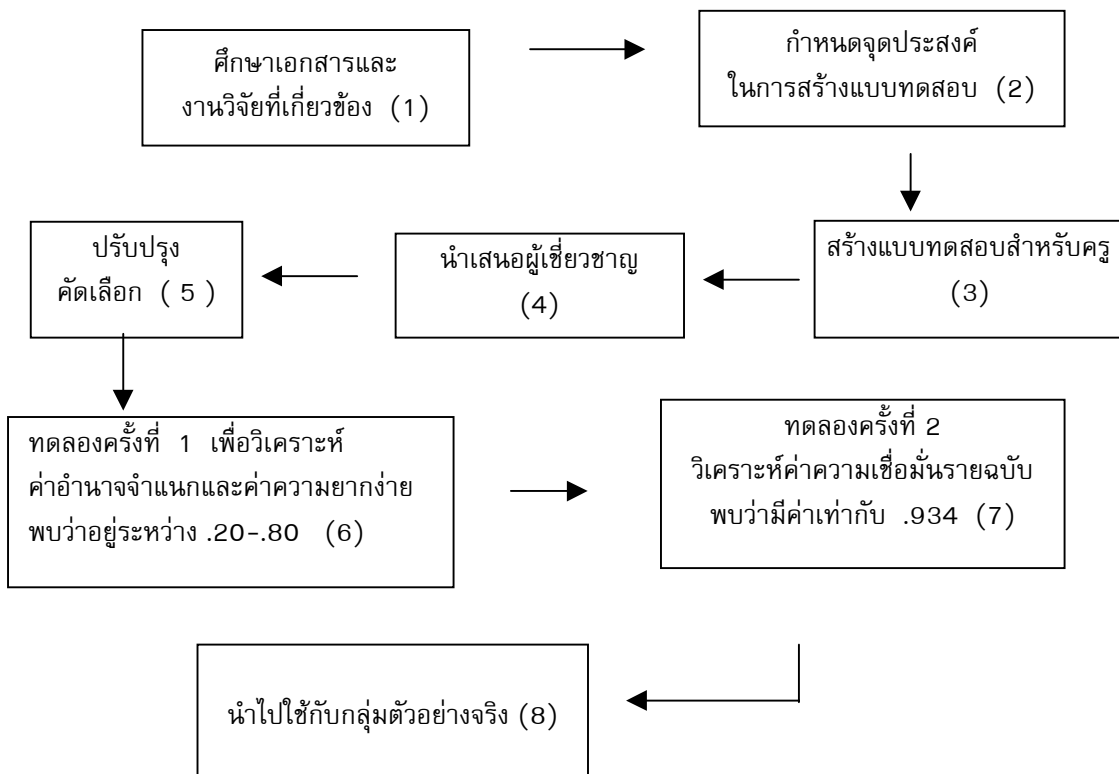 ศึกษาเอกสารและ
งานวิจัยที่เกี่ยวข้อง (1)
กำหนดจุดประสงค์
ในการสร้างแบบทดสอบ (2)
สร้างแบบทดสอบสำหรับครู
(3)
นำเสนอผู้เชี่ยวชาญ
(4)
ปรับปรุง
คัดเลือก ( 5 )
ทดลองครั้งที่ 1 เพื่อวิเคราะห์
ค่าอำนาจจำแนกและค่าความยากง่าย
พบว่าอยู่ระหว่าง .20-.80 (6)
ทดลองครั้งที่ 2
วิเคราะห์ค่าความเชื่อมั่นรายฉบับ
พบว่ามีค่าเท่ากับ .934 (7)
นำไปใช้กับกลุ่มตัวอย่างจริง (8)